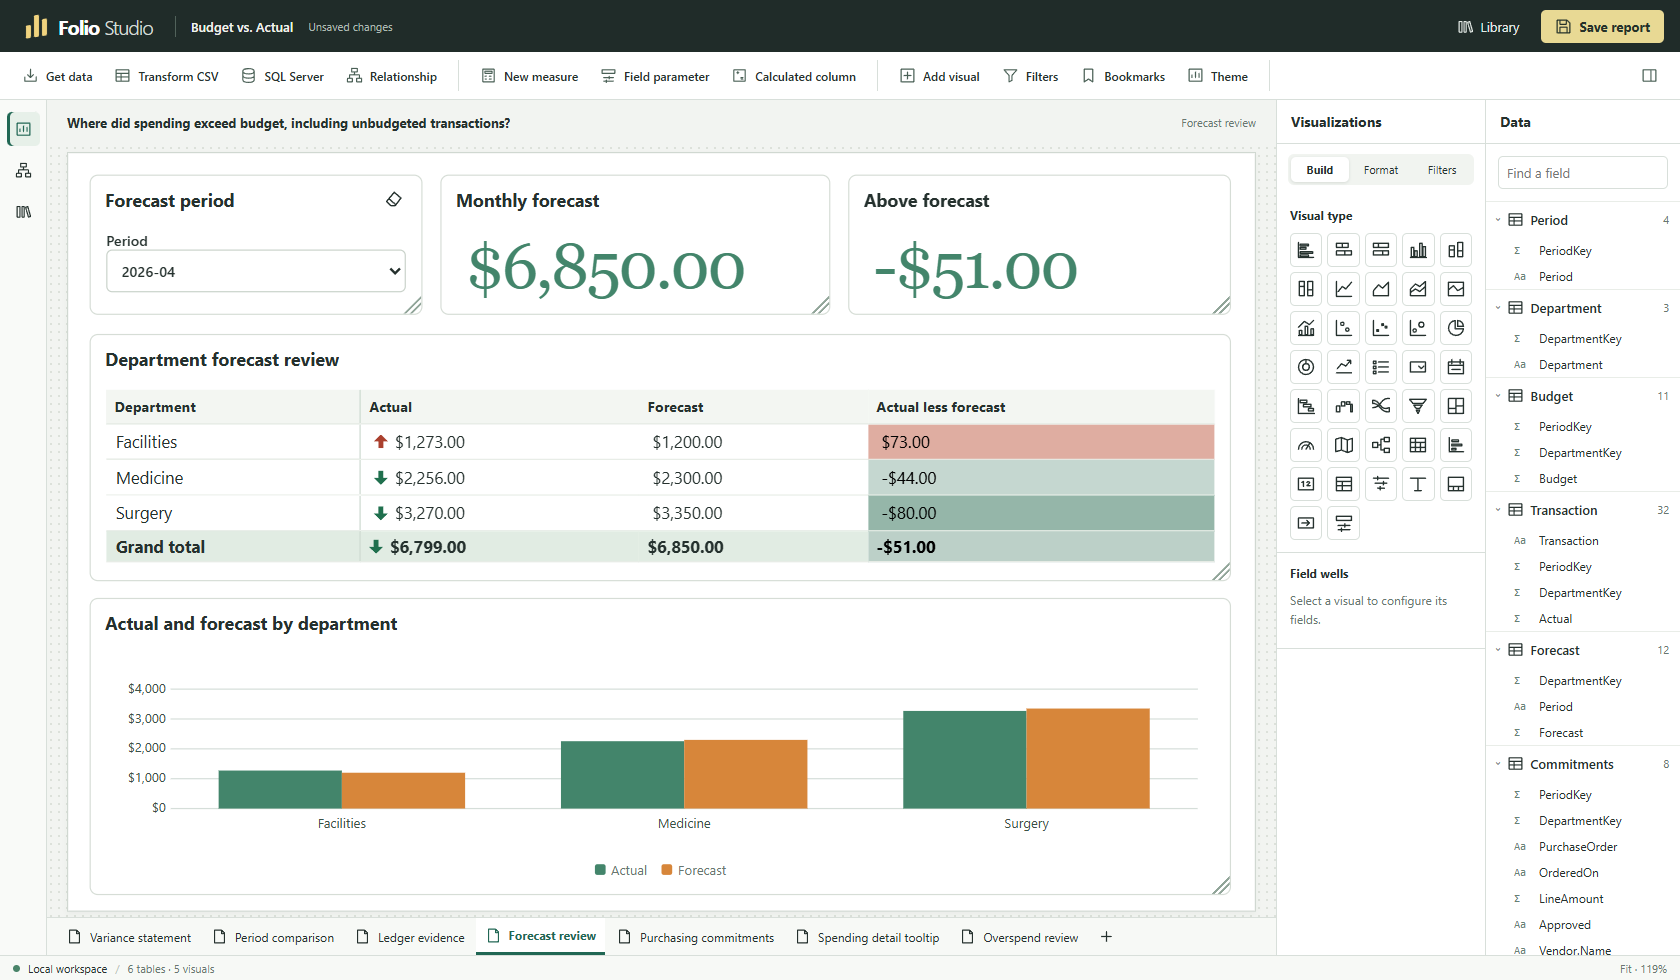 Folio Studio
Budget vs. Actual
Unsaved changes
Library
Save report
Get data
Transform CSV
SQL Server
Relationship
New measure
Field parameter
Calculated column
Add visual
Filters
Bookmarks
Theme
Where did spending exceed budget, including unbudgeted transactions?
Forecast review
Forecast period
Period
2026-04
Monthly forecast
$6,850.00
Above forecast
-$51.00
Department forecast review
Department Actual Forecast Actual less forecast
Facilities $1,273.00 $1,200.00 $73.00
Medicine $2,256.00 $2,300.00 -$44.00
Surgery $3,270.00 $3,350.00 -$80.00
Grand total $6,799.00 $6,850.00 -$51.00
Actual and forecast by department
$4,000
$3,000
$2,000
$1,000
$0
Facilities
Medicine
Surgery
Actual
Forecast
Variance statement
Period comparison
Ledger evidence
Forecast review
Purchasing commitments
Spending detail tooltip
Overspend review
Local workspace / 6 tables · 5 visuals
Fit · 119%
Visualizations
Build
Format
Filters
Visual type
Field wells
Select a visual to configure its
fields.
Data
Find a field
Period 4
Σ PeriodKey
Aa Period
Department 3
Σ DepartmentKey
Aa Department
Budget 11
Σ PeriodKey
Σ DepartmentKey
Σ Budget
Transaction 32
Aa Transaction
Σ PeriodKey
Σ DepartmentKey
Σ Actual
Forecast 12
Σ DepartmentKey
Aa Period
Σ Forecast
Commitments 8
Σ PeriodKey
Σ DepartmentKey
Aa PurchaseOrder
Aa OrderedOn
Σ LineAmount
Aa Approved
Aa Vendor.Name